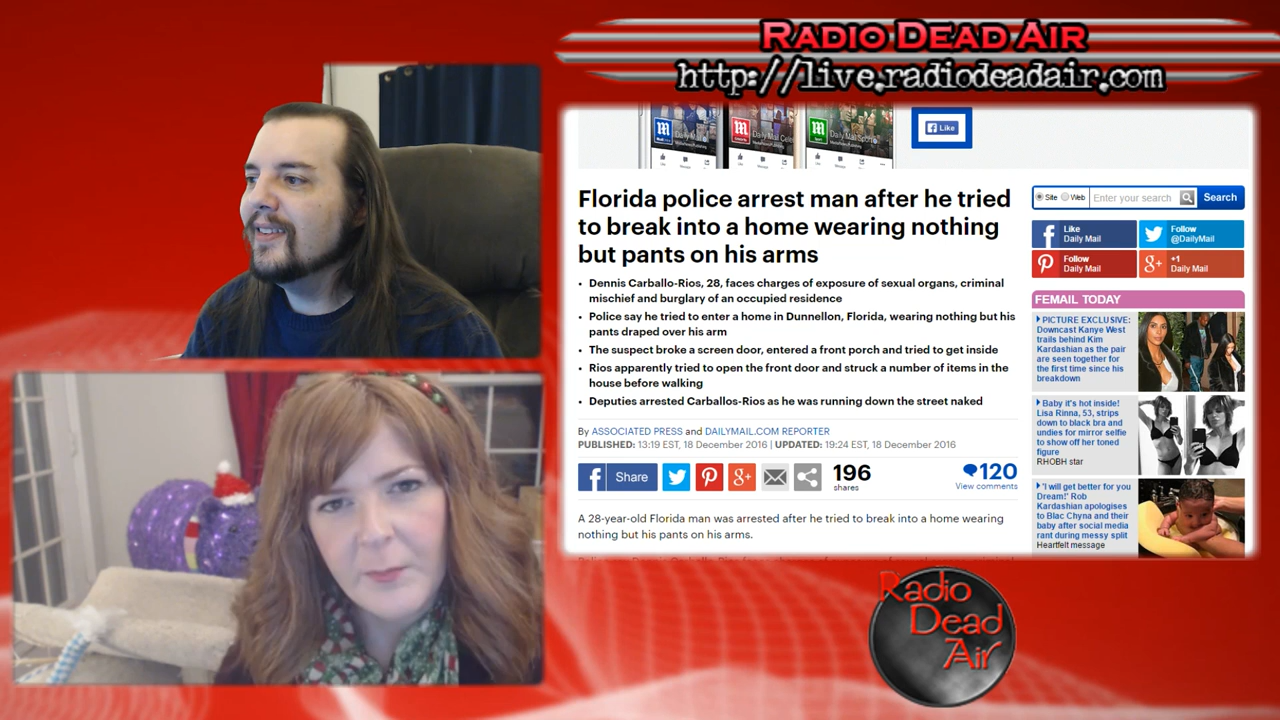 RADIO DEAD AIR
http://live.radiodeadair.com
Like
Florida police arrest man after he tried
to break into a home wearing nothing
but pants on his arms
Dennis Carballo-Rios, 28, faces charges of exposure of sexual organs, criminal
mischief and burglary of an occupied residence
Police say he tried to enter a home in Dunnellon, Florida, wearing nothing but his
pants draped over his arm
The suspect broke a screen door, entered a front porch and tried to get inside
Rios apparently tried to open the front door and struck a number of items in the
house before walking
Deputies arrested Carballos-Rios as he was running down the street naked
By ASSOCIATED PRESS and DAILYMAIL.COM REPORTER
PUBLISHED: 13:19 EST, 18 December 2016 | UPDATED: 19:24 EST, 18 December 2016
Share
196
shares
120
View comments
A 28-year-old Florida man was arrested after he tried to break into a home wearing
nothing but his pants on his arms.
Site Web Enter your search Search
Like
Daily Mail
Follow
@DailyMail
Follow
Daily Mail
+1
Daily Mail
FEMAIL TODAY
PICTURE EXCLUSIVE:
Downcast Kanye West
trails behind Kim
Kardashian as the pair
are seen together for
the first time since his
breakdown
Baby it's hot inside!
Lisa Rinna, 53, strips
down to black bra and
undies for mirror selfie
to show off her toned
figure
RHOBH star
'I will get better for you
Dream!' Rob
Kardashian apologises
to Blac Chyna and their
baby after social media
rant during messy split
Heartfelt message
Radio
Dead
Air